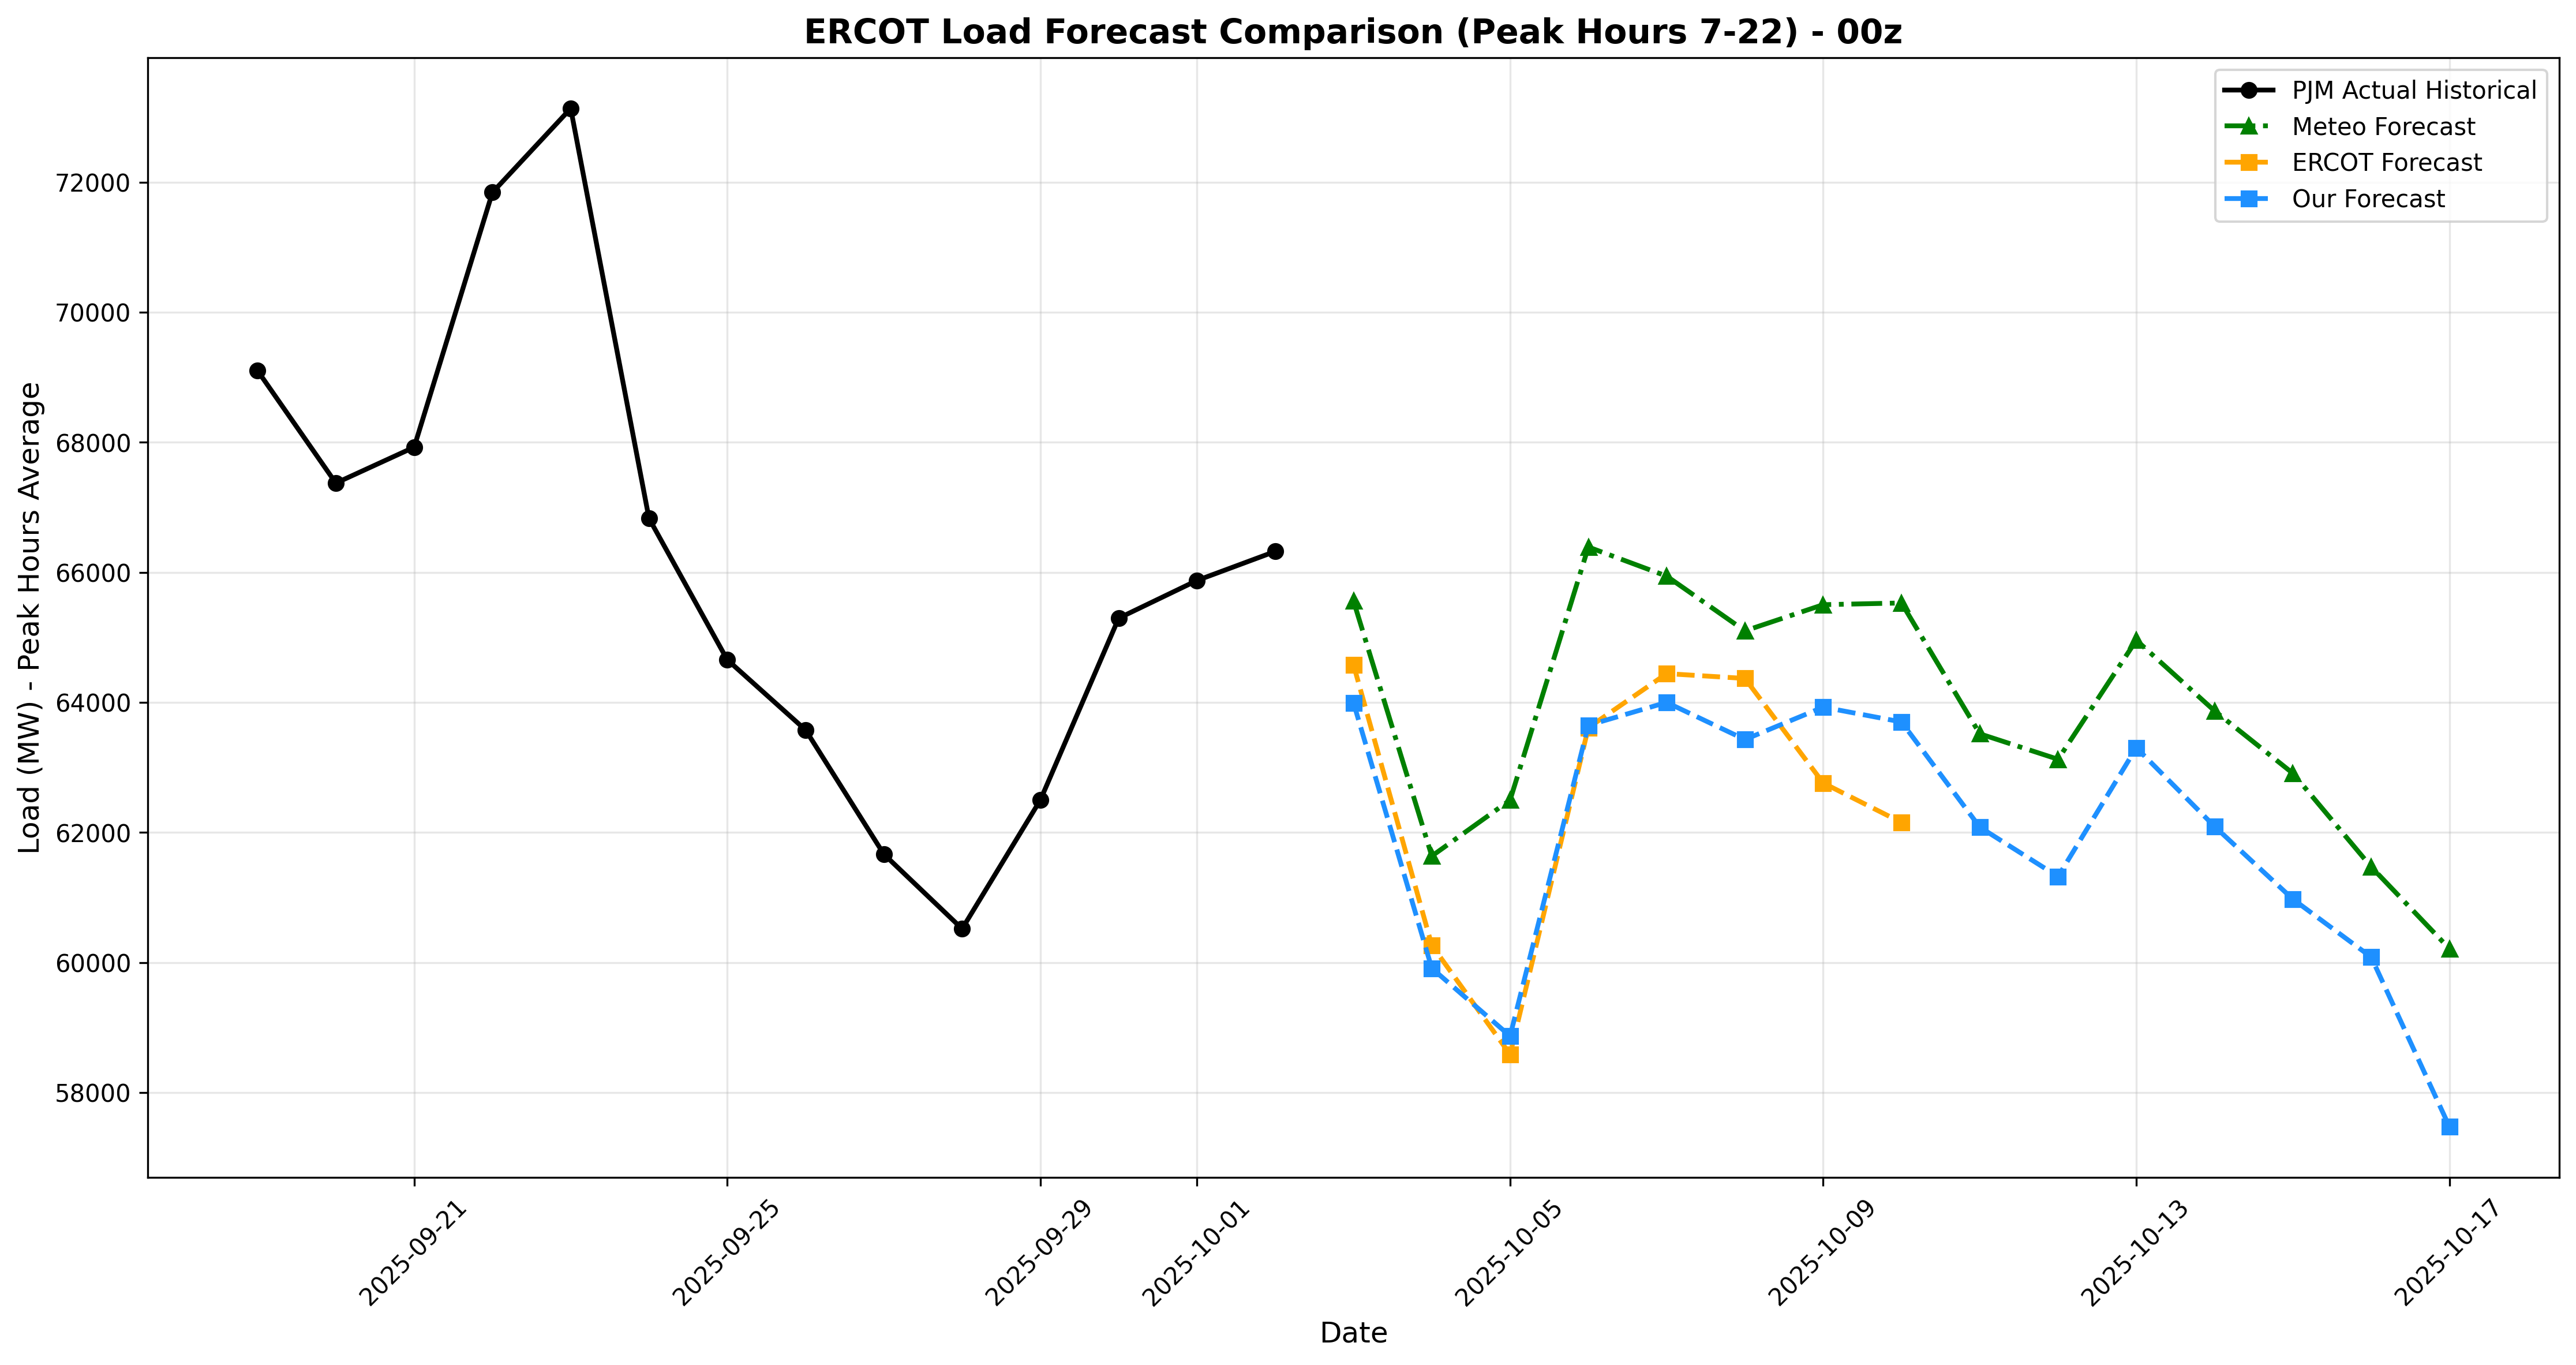 ERCOT Load Forecast Comparison (Peak Hours 7-22) - 00z
PJM Actual Historical
Meteo Forecast
ERCOT Forecast
Our Forecast
Load (MW) - Peak Hours Average
72000
70000
68000
66000
64000
62000
60000
58000
2025-09-21
2025-09-25
2025-09-29
2025-10-01
2025-10-05
2025-10-09
2025-10-13
2025-10-17
Date